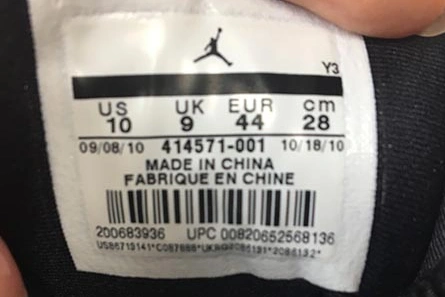 Y3
US UK EUR cm
10 9 44 28
09/08/10 414571-001 10/18/10
MADE IN CHINA
FABRIQUE EN CHINE
200683936 UPC 00820652568136